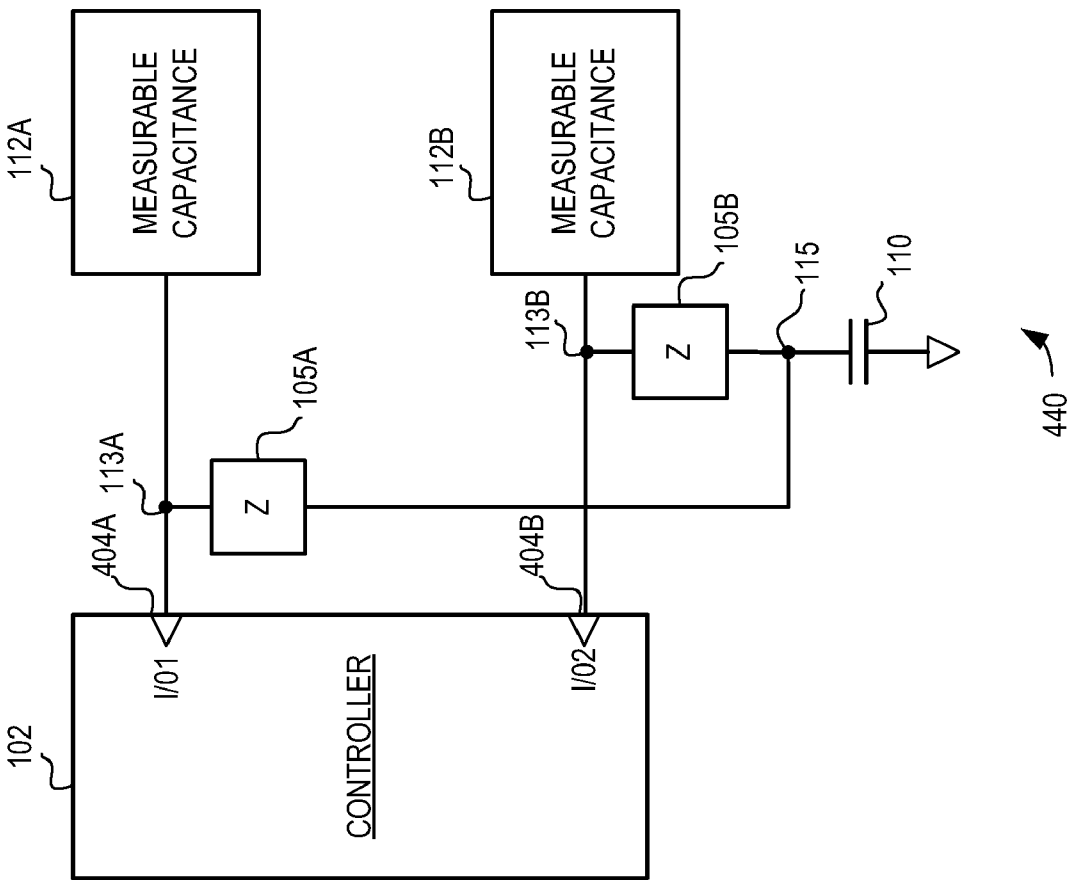 112A
MEASURABLE
CAPACITANCE
112B
MEASURABLE
CAPACITANCE
105B
115
110
113B
Z
105A
113A
Z
440
404A
404B
I/01
I/02
102
CONTROLLER